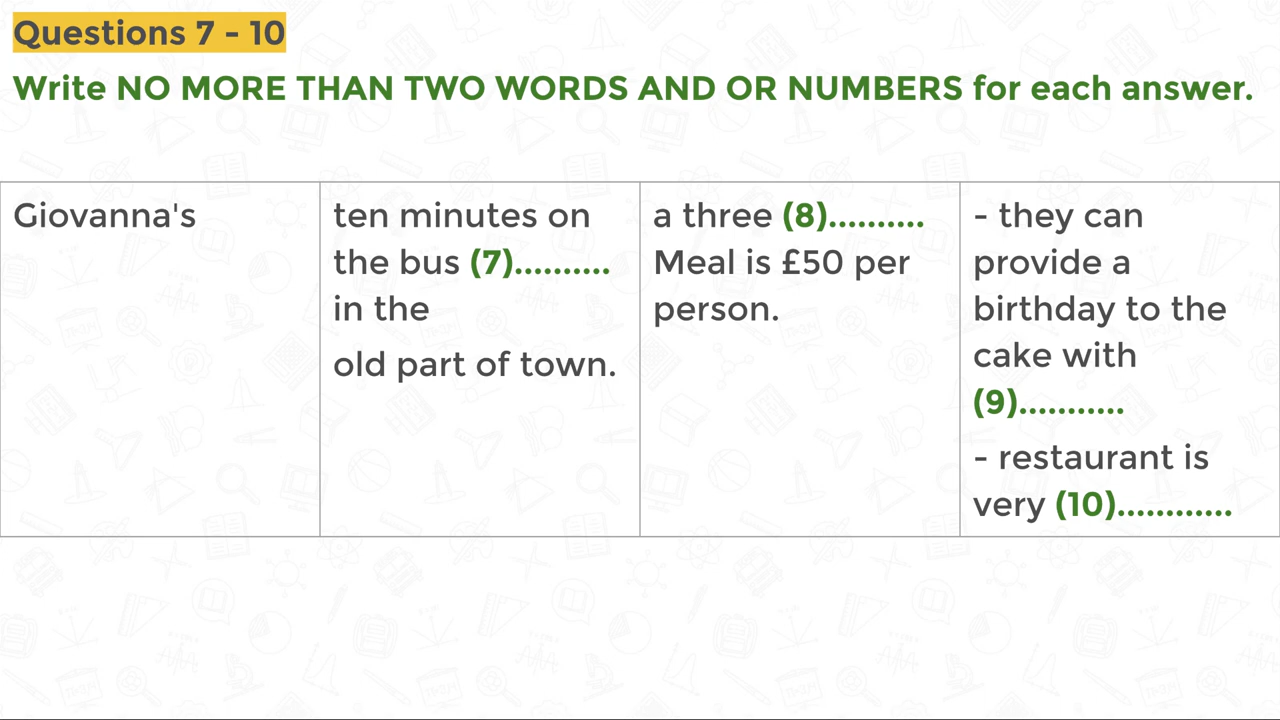 Questions 7 - 10
Write NO MORE THAN TWO WORDS AND OR NUMBERS for each answer.
Giovanna's
ten minutes on
the bus (7)..........
in the
old part of town.
a three (8)..........
Meal is £50 per
person.
- they can
provide a
birthday to the
cake with
(9)...........
- restaurant is
very (10)............